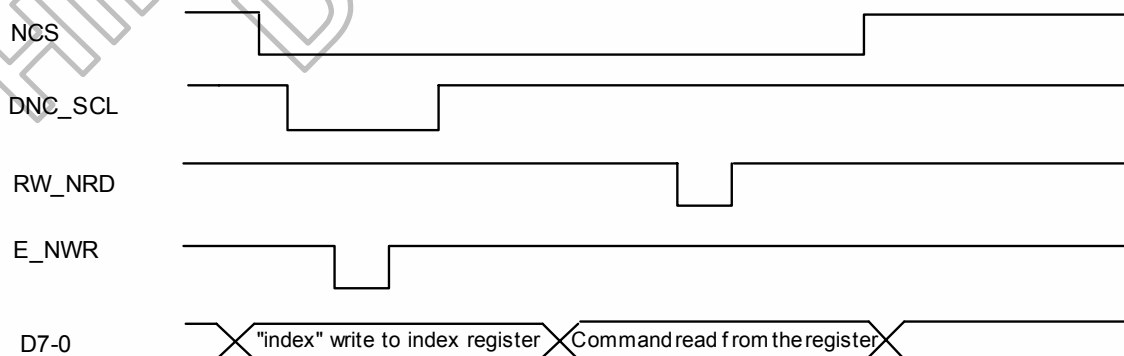 NCS
DNC_SCL
RW_NRD
E_NWR
D7-0 "index" write to index register Command read from the register